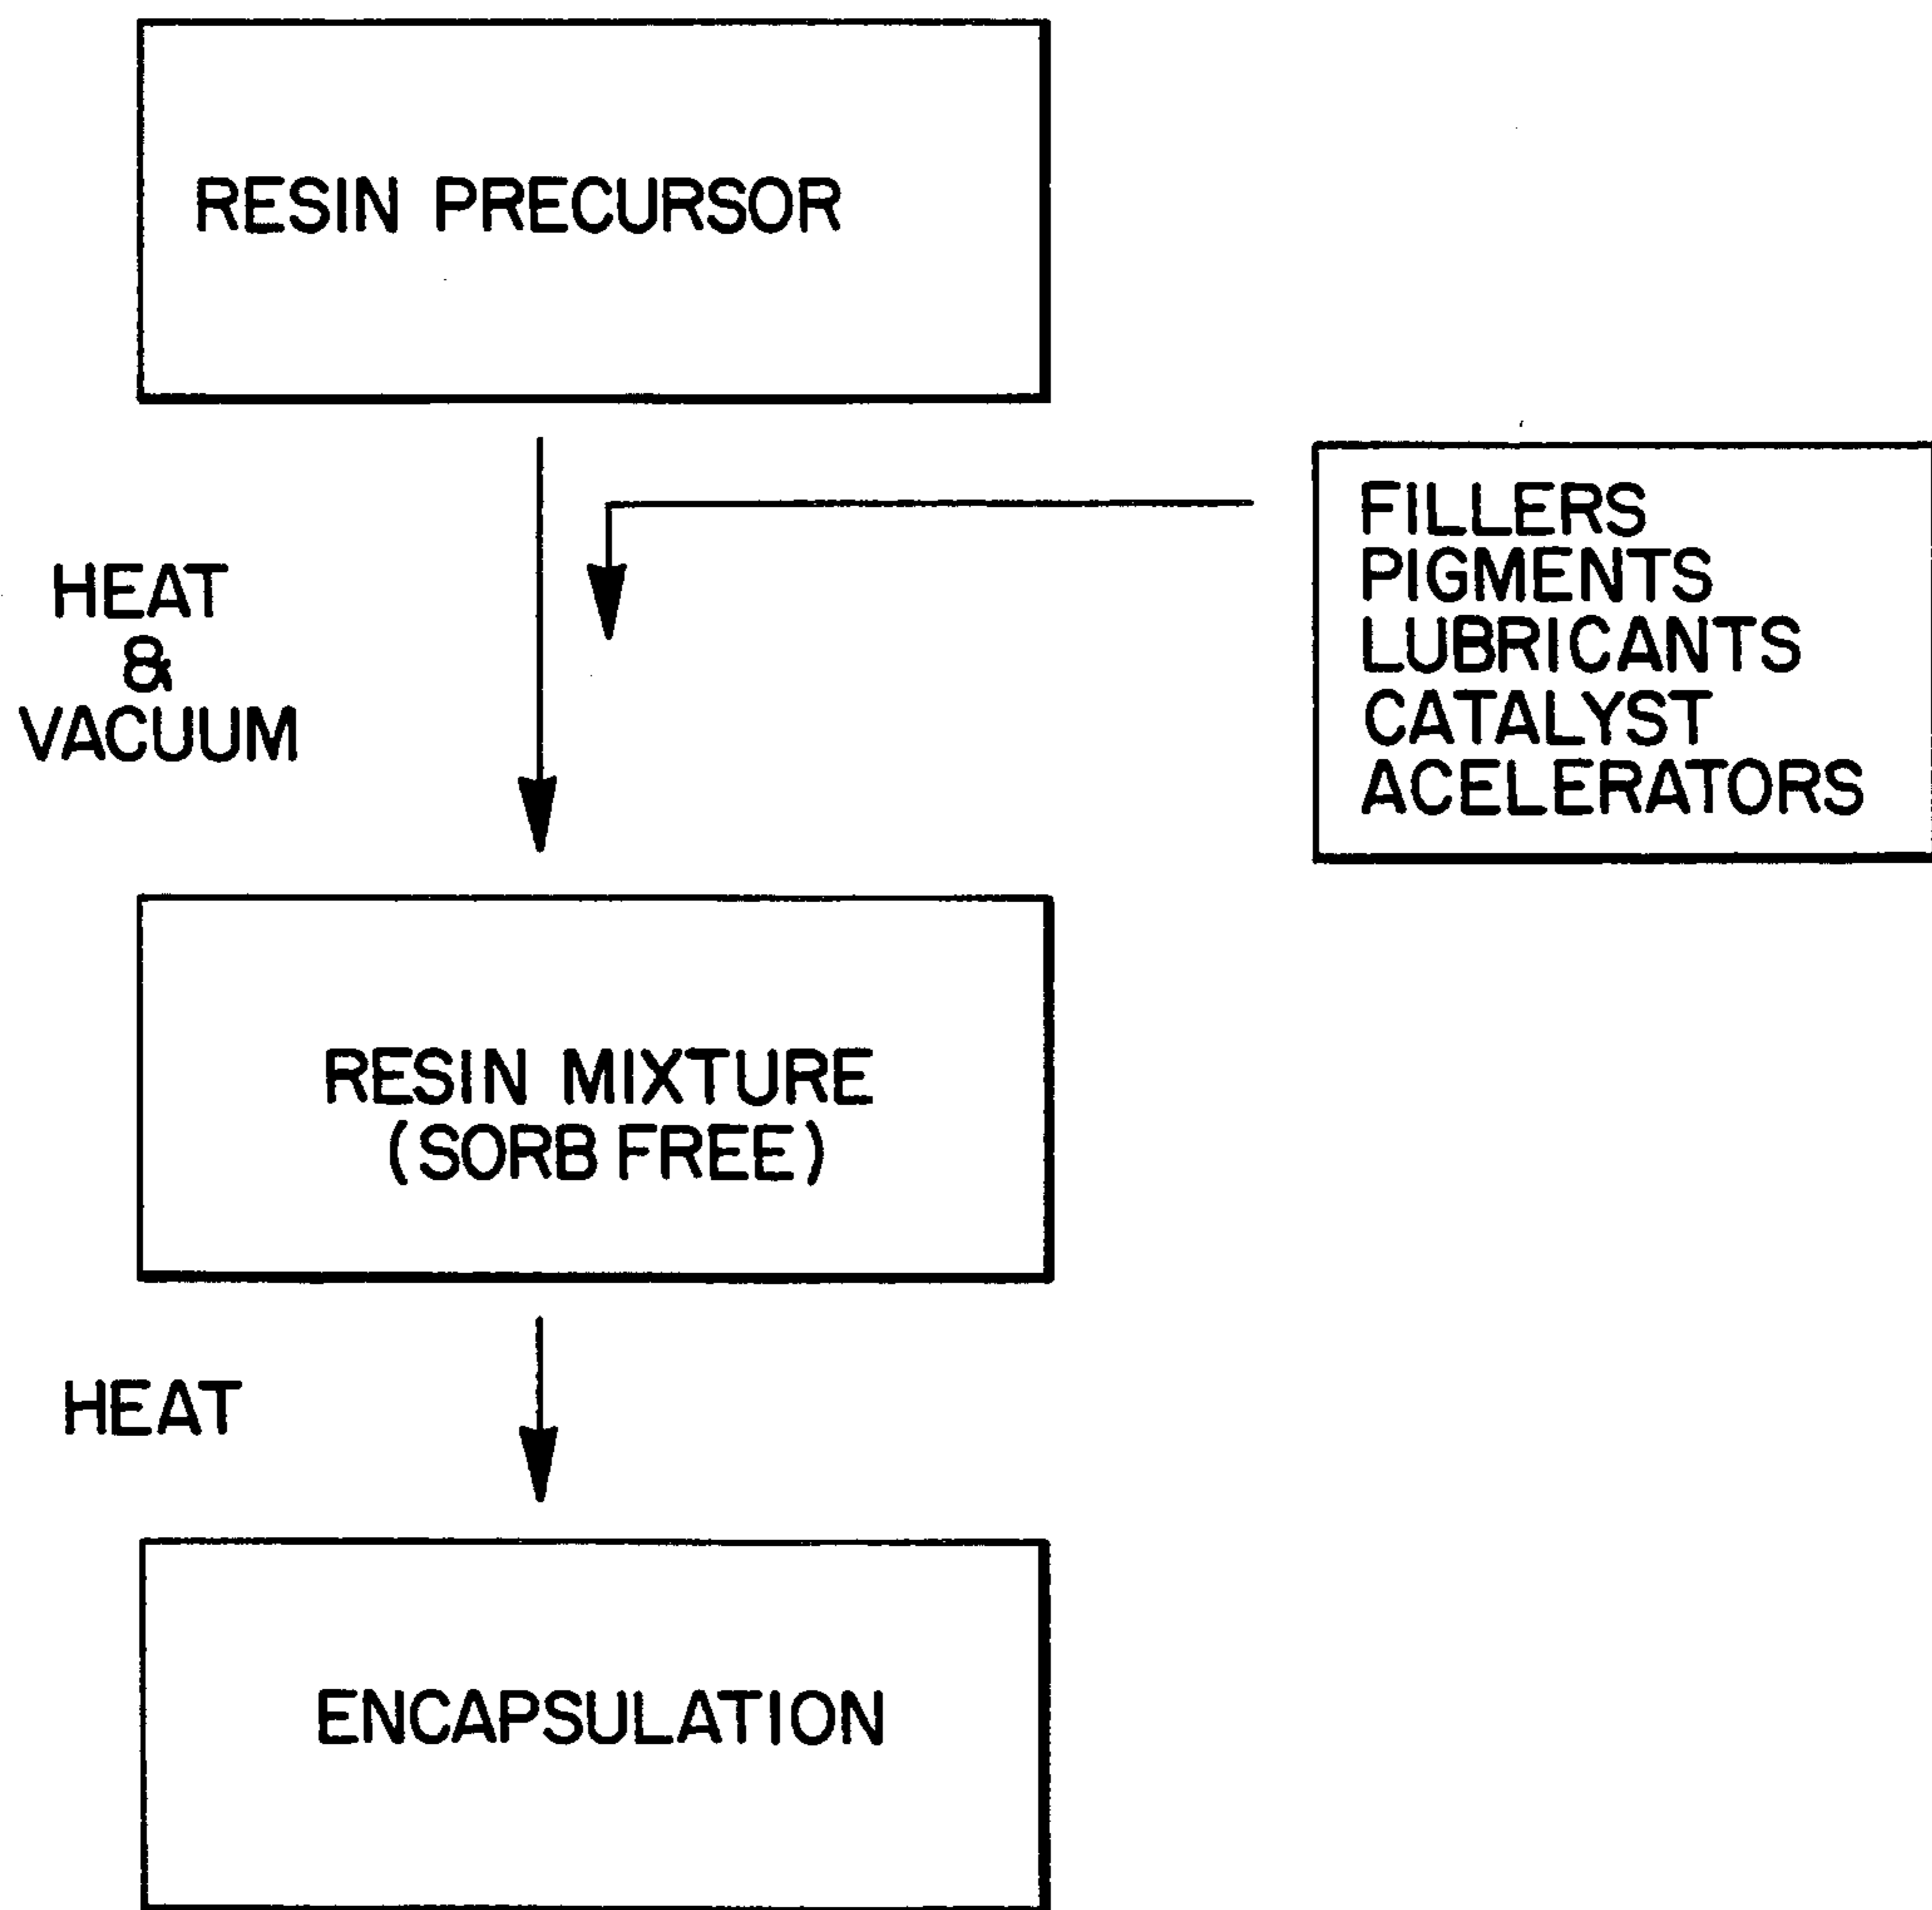 RESIN PRECURSOR
HEAT
&
VACUUM
FILLERS
PIGMENTS
LUBRICANTS
CATALYST
ACELERATORS
RESIN MIXTURE
(SORB FREE)
HEAT
ENCAPSULATION